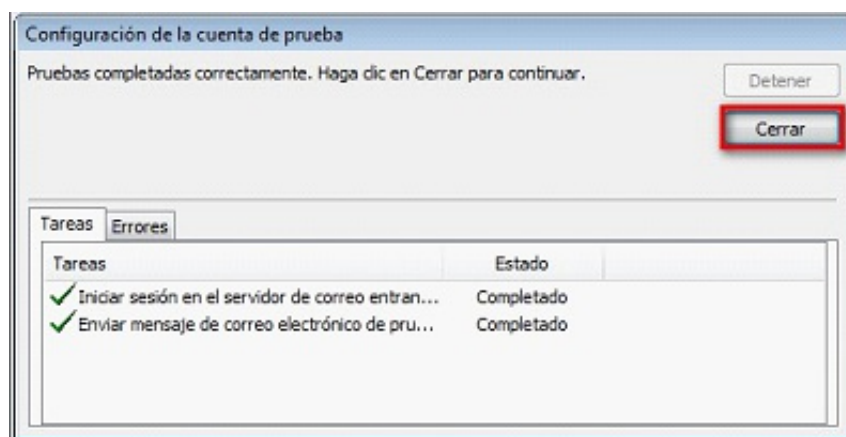 Configuración de la cuenta de prueba
Pruebas completadas correctamente. Haga clic en Cerrar para continuar.
Detener
Cerrar
Tareas Errores
Tareas Estado
Iniciar sesión en el servidor de correo entran... Completado
Enviar mensaje de correo electrónico de pru... Completado